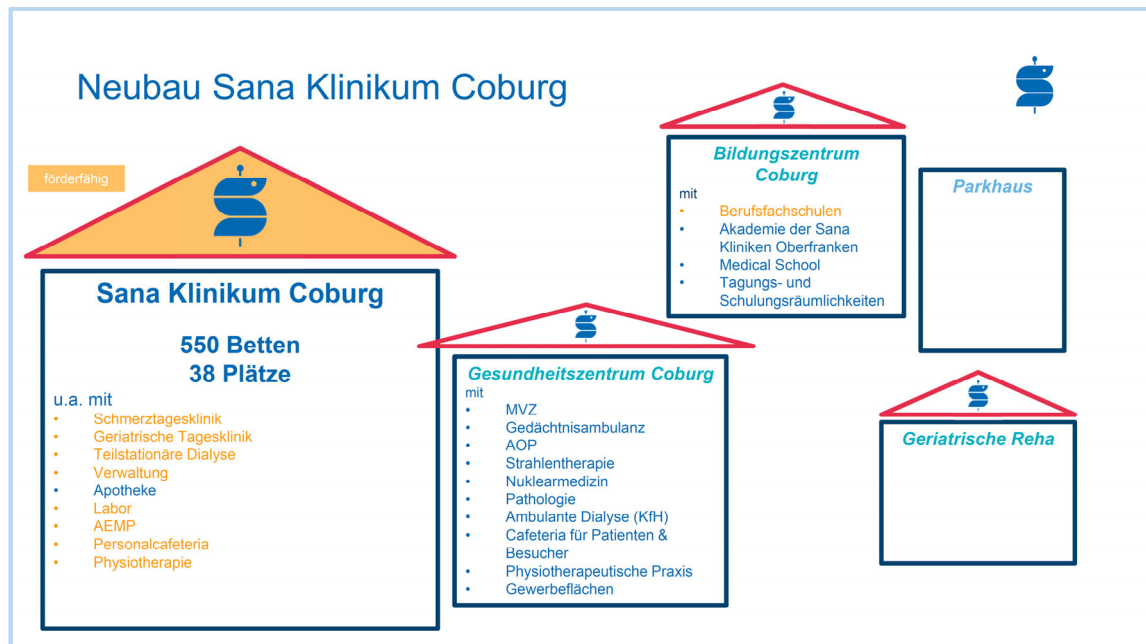 Neubau Sana Klinikum Coburg
förderfähig
Sana Klinikum Coburg
550 Betten
38 Plätze
u.a. mit
• Schmerztagesklinik
• Geriatrische Tagesklinik
• Teilstationäre Dialyse
• Verwaltung
• Apotheke
• Labor
• AEMP
• Personalcafeteria
• Physiotherapie
Gesundheitszentrum Coburg
mit
• MVZ
• Gedächtnisambulanz
• AOP
• Strahlentherapie
• Nuklearmedizin
• Pathologie
• Ambulante Dialyse (KfH)
• Cafeteria für Patienten &
Besucher
• Physiotherapeutische Praxis
• Gewerbeflächen
Bildungszentrum
Coburg
mit
• Berufsfachschulen
• Akademie der Sana
Kliniken Oberfranken
• Medical School
• Tagungs- und
Schulungsräumlichkeiten
Parkhaus
Geriatrische Reha